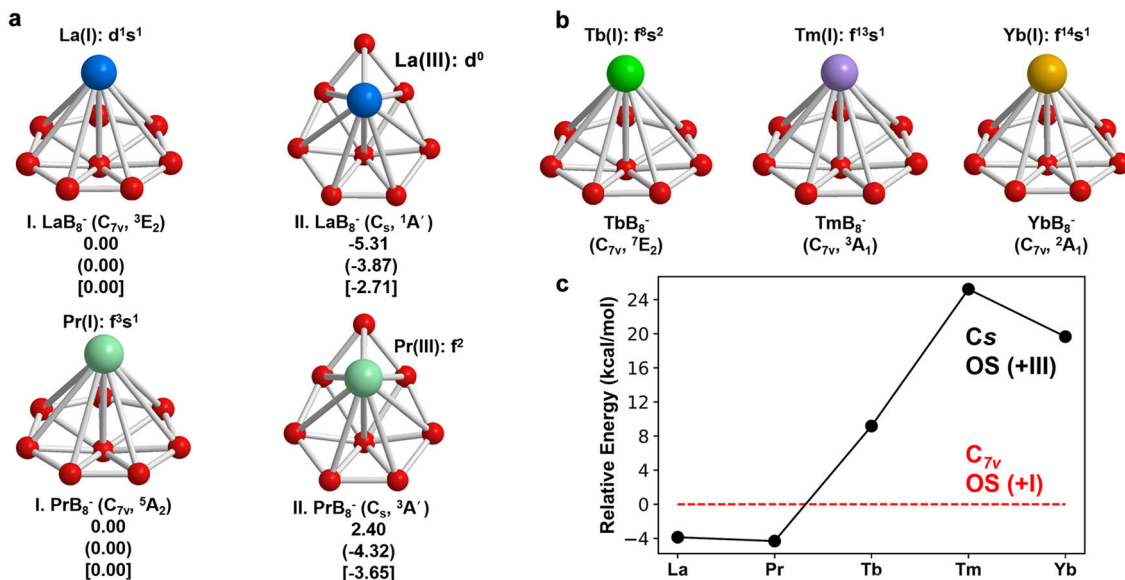 a
La(I): d¹s¹
La(III): d⁰
I. LaB₈⁻ (C₇ᵥ, ³E₂)
0.00
(0.00)
[0.00]
II. LaB₈⁻ (Cₛ, ¹A′)
-5.31
(-3.87)
[-2.71]
Pr(I): f³s¹
Pr(III): f²
I. PrB₈⁻ (C₇ᵥ, ⁵A₂)
0.00
(0.00)
[0.00]
II. PrB₈⁻ (Cₛ, ³A′)
2.40
(-4.32)
[-3.65]
b
Tb(I): f⁸s²
Tm(I): f¹³s¹
Yb(I): f¹⁴s¹
TbB₈⁻
(C₇ᵥ, ⁷E₂)
TmB₈⁻
(C₇ᵥ, ³A₁)
YbB₈⁻
(C₇ᵥ, ²A₁)
c
Relative Energy (kcal/mol)
24
20
16
12
8
4
0
−4
Cs
OS (+III)
C₇ᵥ
OS (+I)
La
Pr
Tb
Tm
Yb